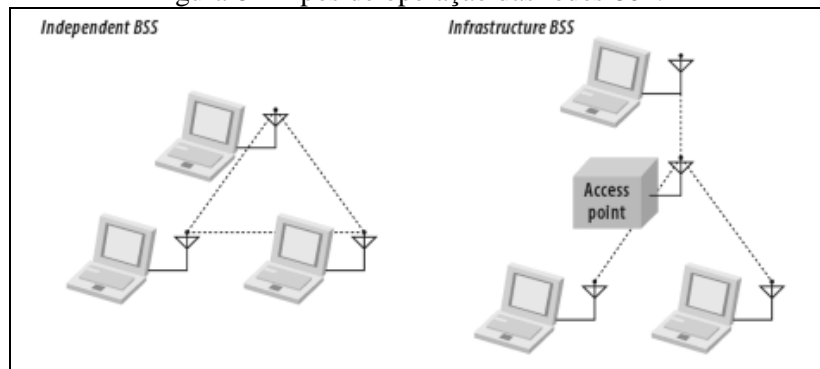 Independent BSS
Infrastructure BSS
Access
point